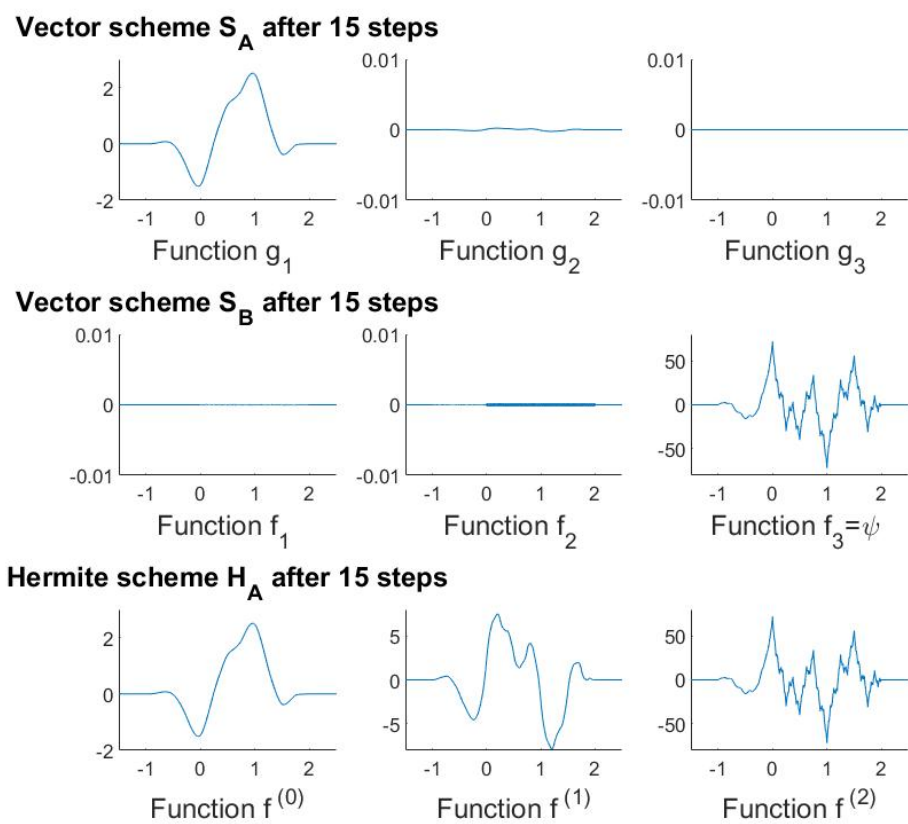 Vector scheme S_A after 15 steps
2
0
-2
-1 0 1 2
Function g_1
0.01
0
-0.01
-1 0 1 2
Function g_2
0.01
0
-0.01
-1 0 1 2
Function g_3
Vector scheme S_B after 15 steps
0.01
0
-0.01
-1 0 1 2
Function f_1
0.01
0
-0.01
-1 0 1 2
Function f_2
50
0
-50
-1 0 1 2
Function f_3=ψ
Hermite scheme H_A after 15 steps
2
0
-2
-1 0 1 2
Function f^(0)
5
0
-5
-1 0 1 2
Function f^(1)
50
0
-50
-1 0 1 2
Function f^(2)